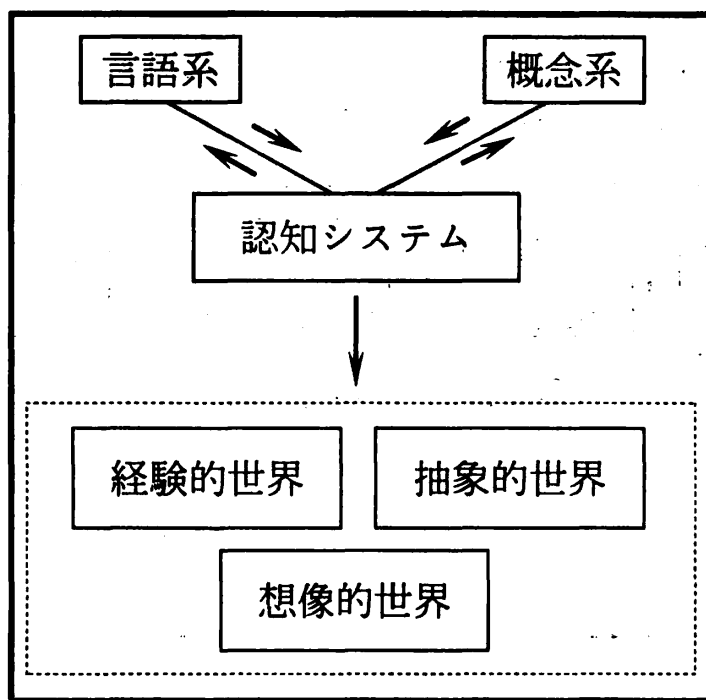 言語系
概念系
認知システム
経験的世界
抽象的世界
想像的世界